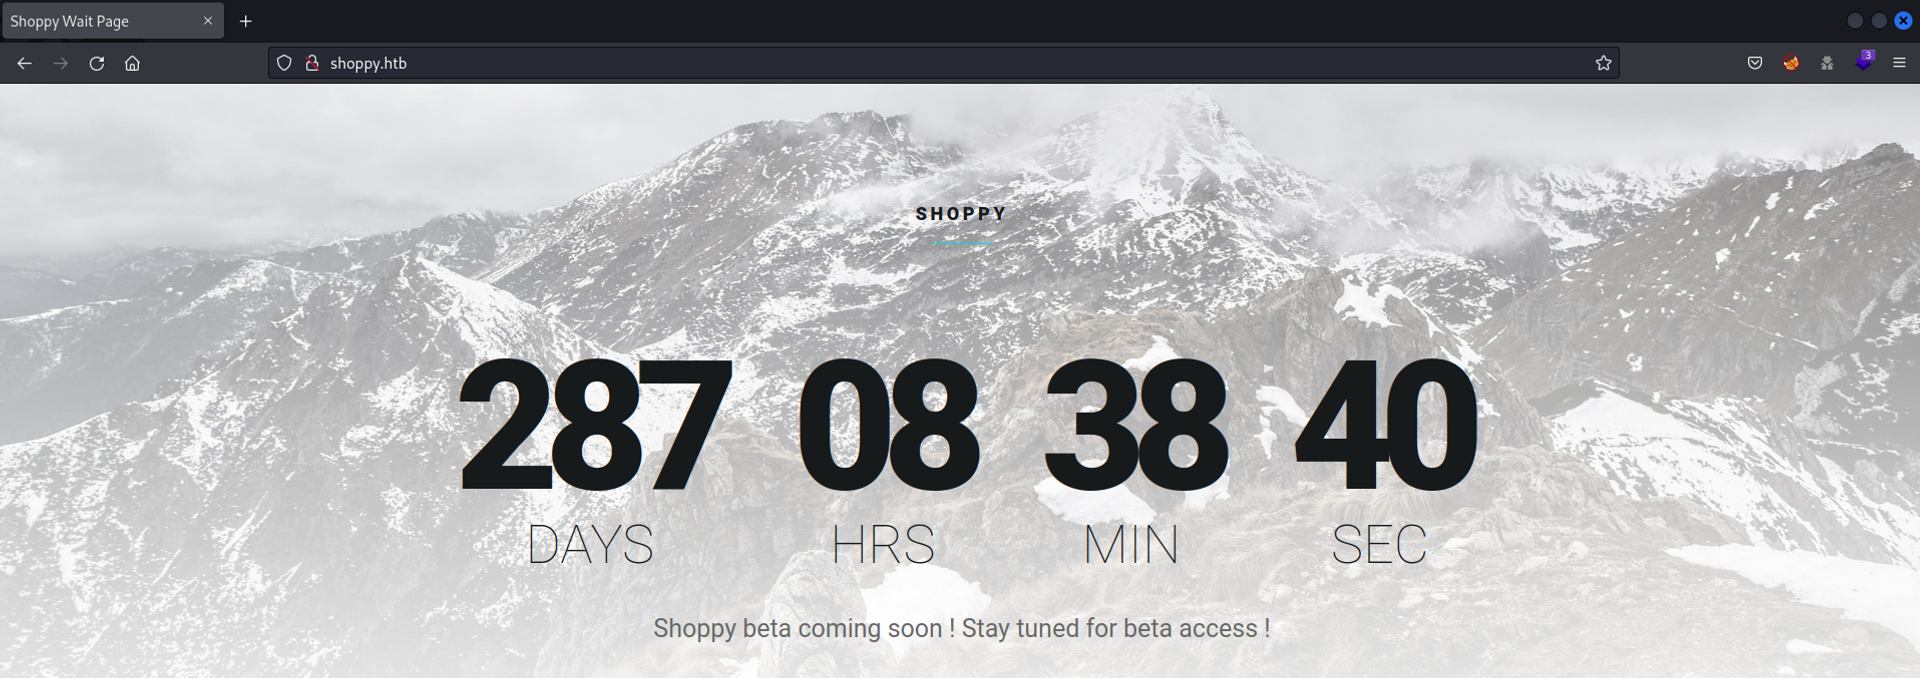 Shoppy Wait Page
shoppy.htb
3
SHOPPY
287 08 38 40
DAYS HRS MIN SEC
Shoppy beta coming soon ! Stay tuned for beta access !